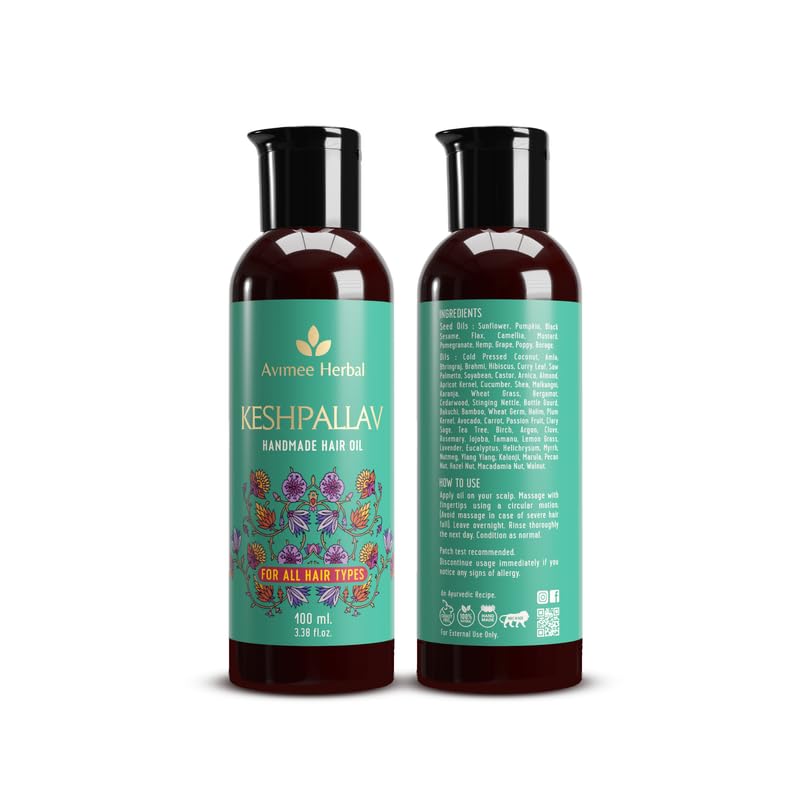 Avimee Herbal
KESHPALLAV
HANDMADE HAIR OIL
FOR ALL HAIR TYPES
100 ml.
3.38 fl.oz.
INGREDIENTS
Seed Oils : Sunflower, Pumpkin, Black
Sesame, Flax, Camellia, Mustard,
Pomegranate, Hemp, Grape, Poppy, Borage.
Oils : Cold Pressed Coconut, Amla,
Bhringraj, Brahmi, Hibiscus, Curry Leaf, Saw
Palmetto, Soyabean, Castor, Arnica, Almond,
Apricot Kernel, Cucumber, Shea, Malkangni,
Karanja, Wheat Grass, Bergamot,
Cedarwood, Stinging Nettle, Bottle Gourd,
Bakuchi, Bamboo, Wheat Germ, Halim, Plum
Kernel, Avocado, Carrot, Passion Fruit, Clary
Sage, Tea Tree, Birch, Argan, Clove,
Rosemary, Jojoba, Tamanu, Lemon Grass,
Lavender, Eucalyptus, Helichrysum, Myrrh,
Nutmeg, Ylang Ylang, Kalonji, Marula, Pecan
Nut, Hazel Nut, Macadamia Nut, Walnut.
HOW TO USE
Apply oil on your scalp. Massage with
fingertips using a circular motion.
(Avoid massage in case of severe hair
fall). Leave overnight. Rinse thoroughly
the next day. Condition as normal.
Patch test recommended.
Discontinue usage immediately if you
notice any signs of allergy.
An Ayurvedic Recipe.
100%
HAND
MADE
For External Use Only.